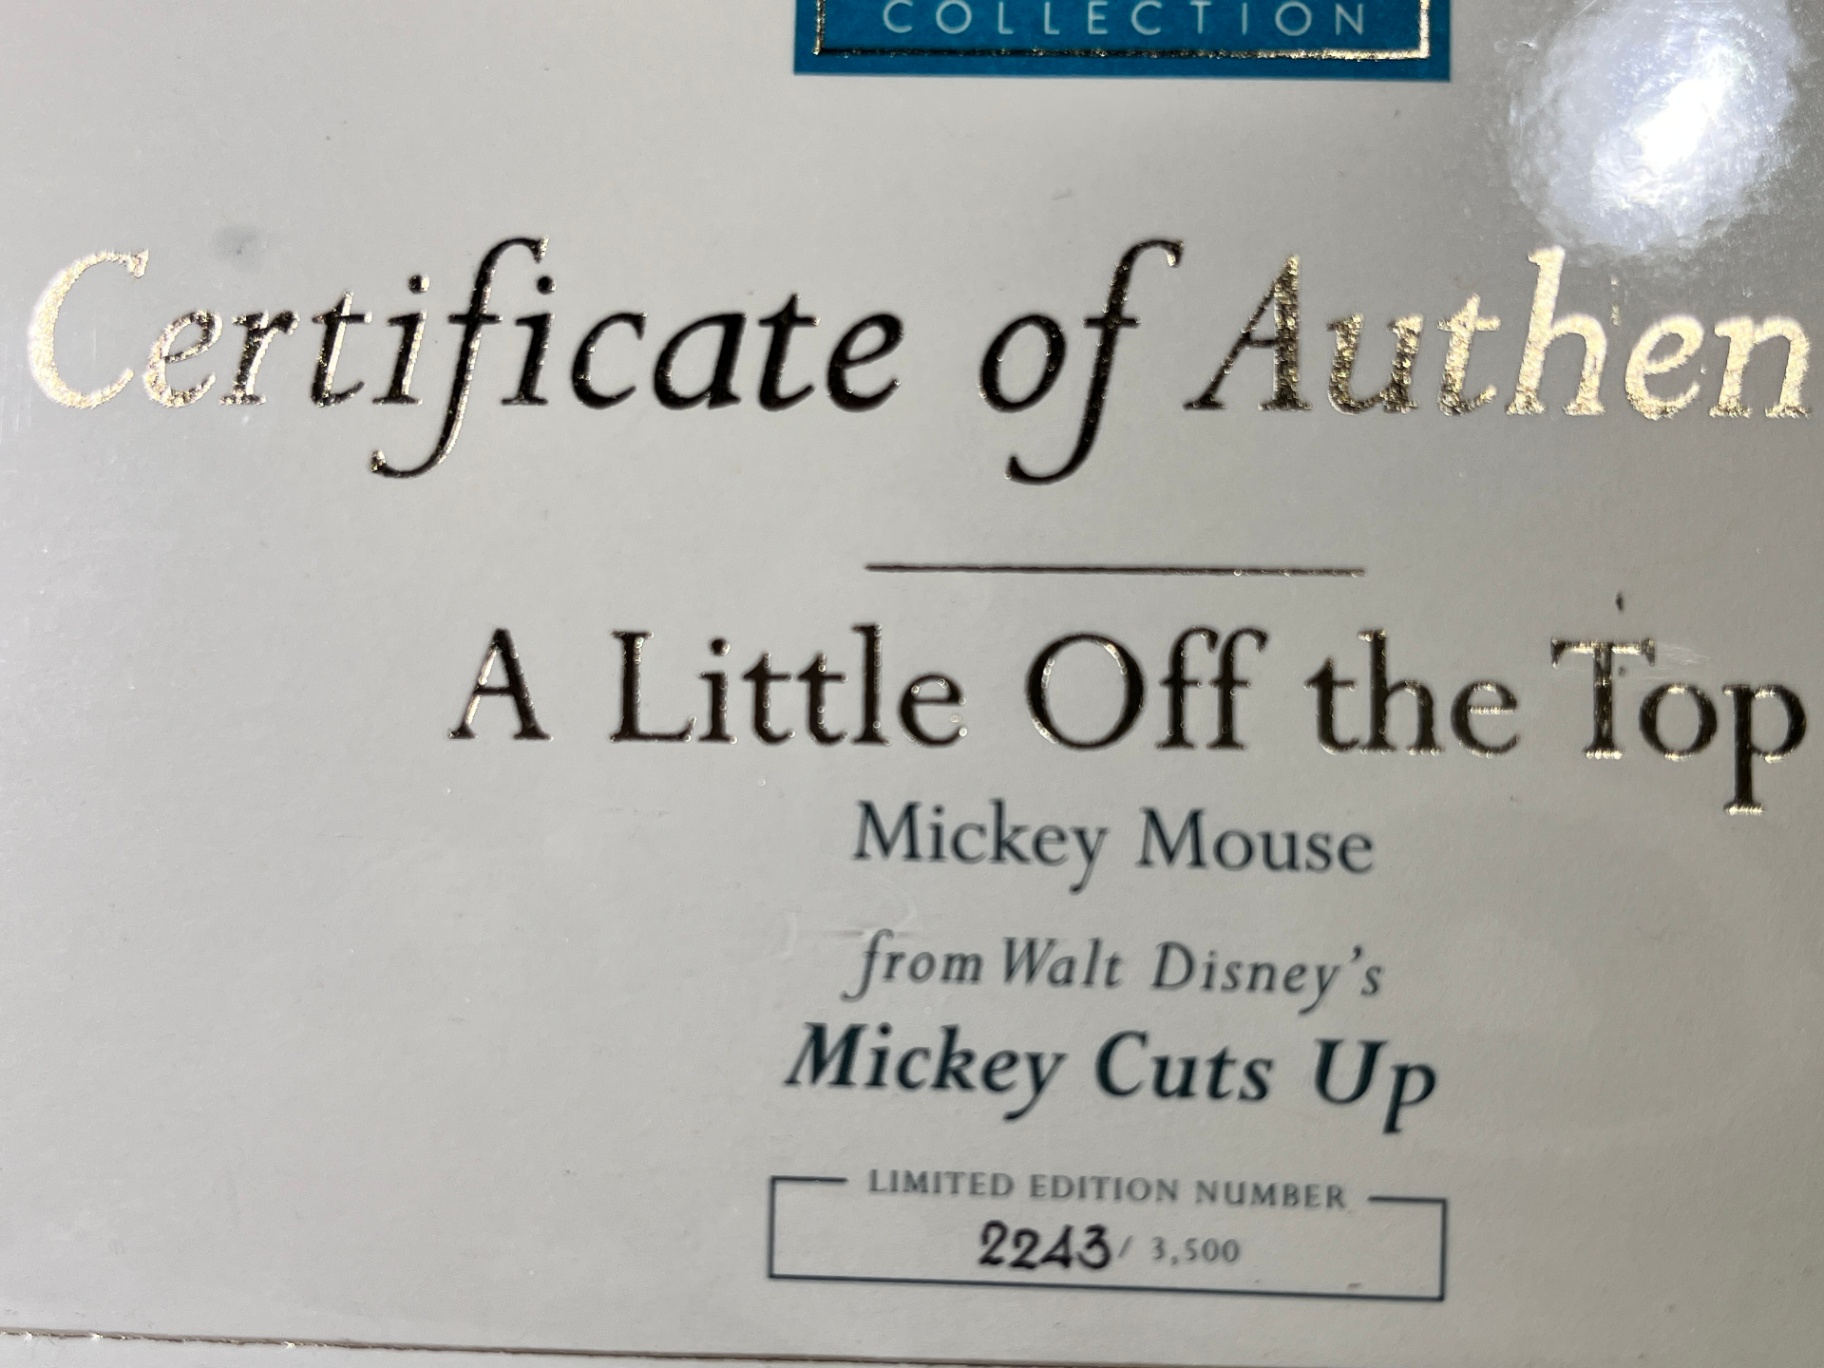 COLLECTION
Certificate of Authen
A Little Off the Top
Mickey Mouse
from Walt Disney's
Mickey Cuts Up
LIMITED EDITION NUMBER
2243 / 3,500